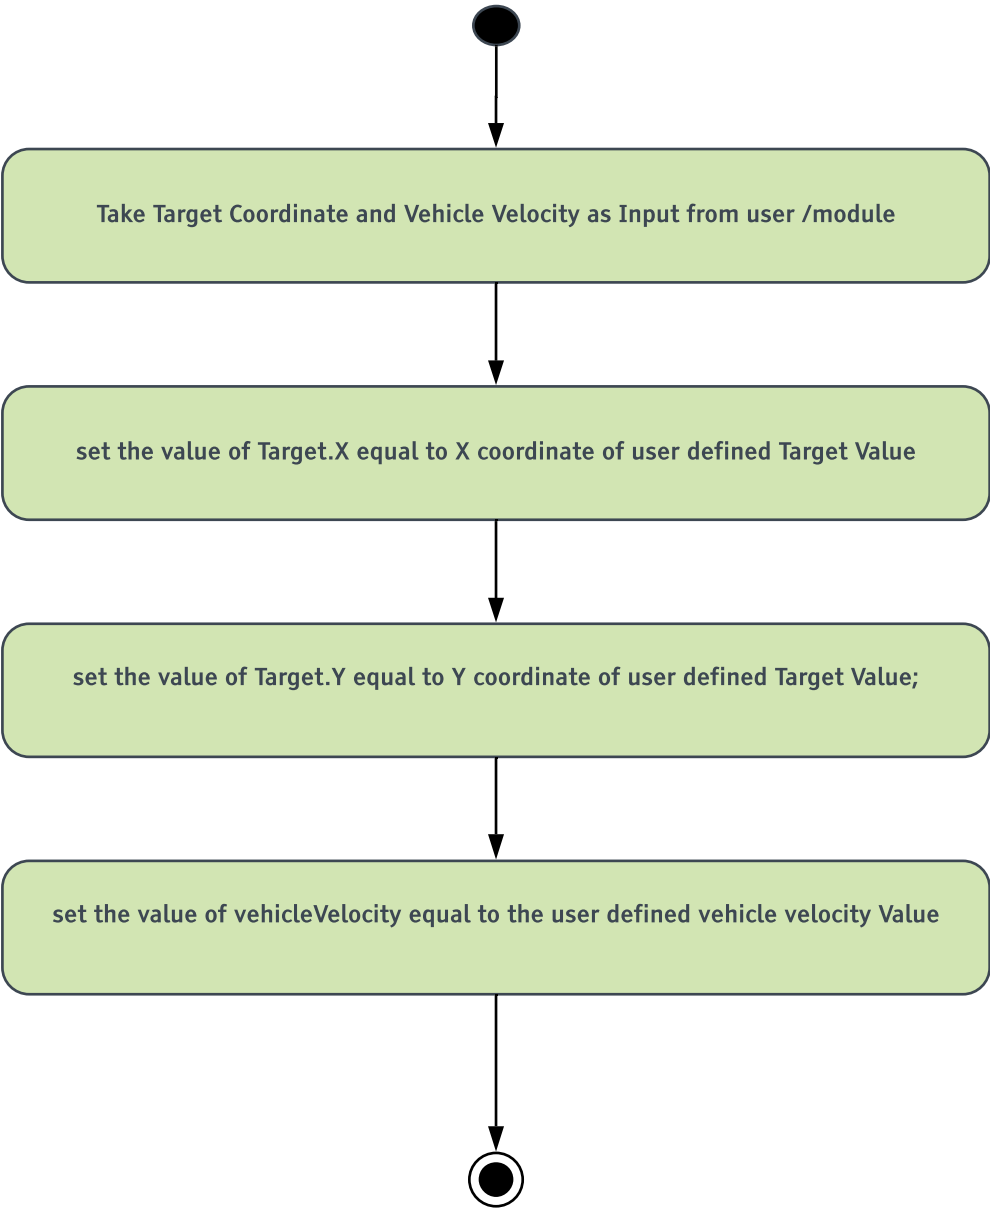 Take Target Coordinate and Vehicle Velocity as Input from user /module
set the value of Target.X equal to X coordinate of user defined Target Value
set the value of Target.Y equal to Y coordinate of user defined Target Value;
set the value of vehicleVelocity equal to the user defined vehicle velocity Value